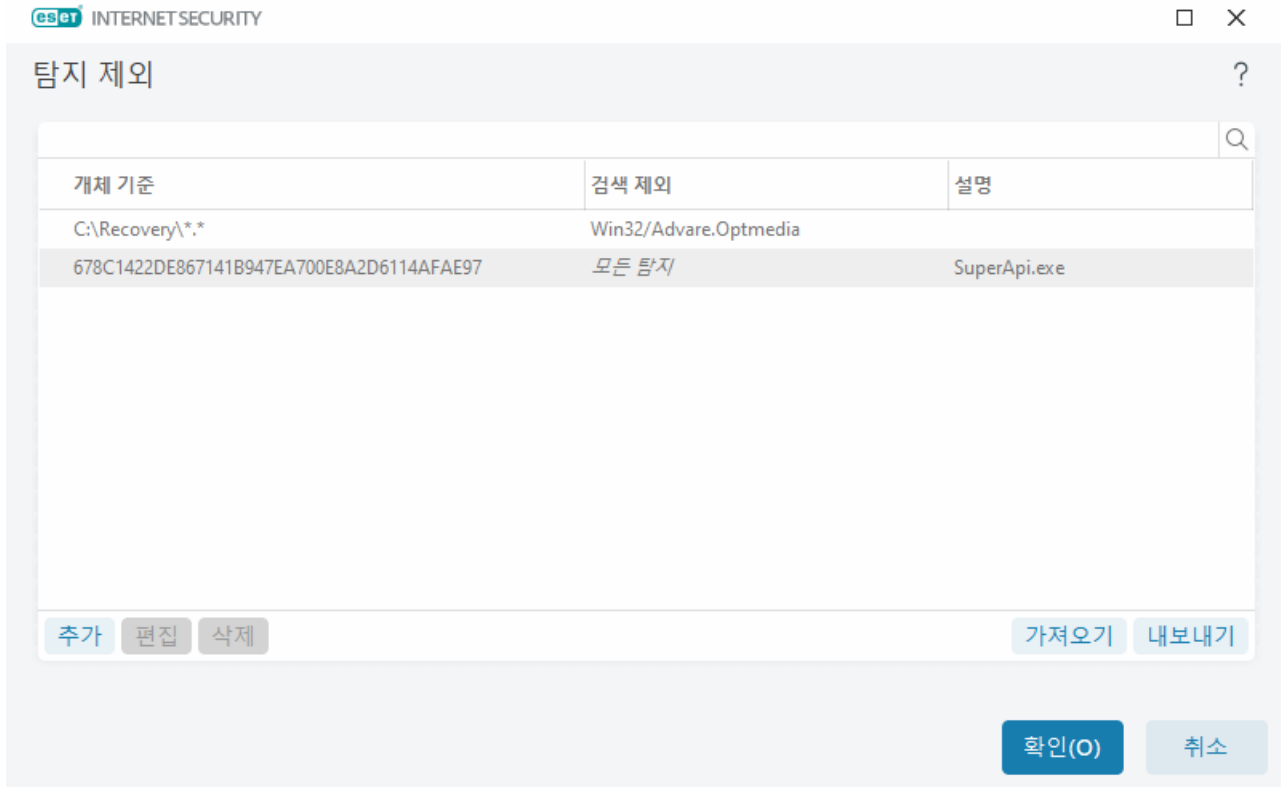 eset INTERNET SECURITY
탐지 제외
?
개체 기준 검색 제외 설명
C:\Recovery\*.* Win32/Advare.Optmedia
678C1422DE867141B947EA700E8A2D6114AFAE97 모든 탐지 SuperApi.exe
추가 편집 삭제 가져오기 내보내기
확인(O) 취소